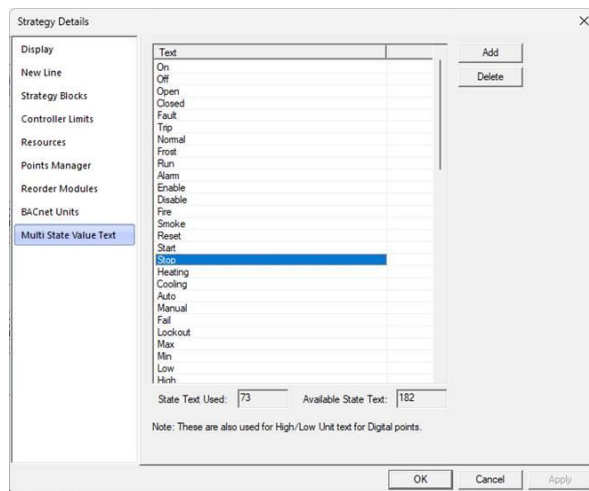 Strategy Details
Display
New Line
Strategy Blocks
Controller Limits
Resources
Points Manager
Reorder Modules
BACnet Units
Multi State Value Text
Text
On
Off
Open
Closed
Fault
Trip
Normal
Frost
Run
Alarm
Enable
Disable
Fire
Smoke
Reset
Start
Stop
Heating
Cooling
Auto
Manual
Fail
Lockout
Max
Min
Low
High
Add
Delete
State Text Used: 73 Available State Text: 182
Note: These are also used for High/Low Unit text for Digital points.
OK Cancel Apply